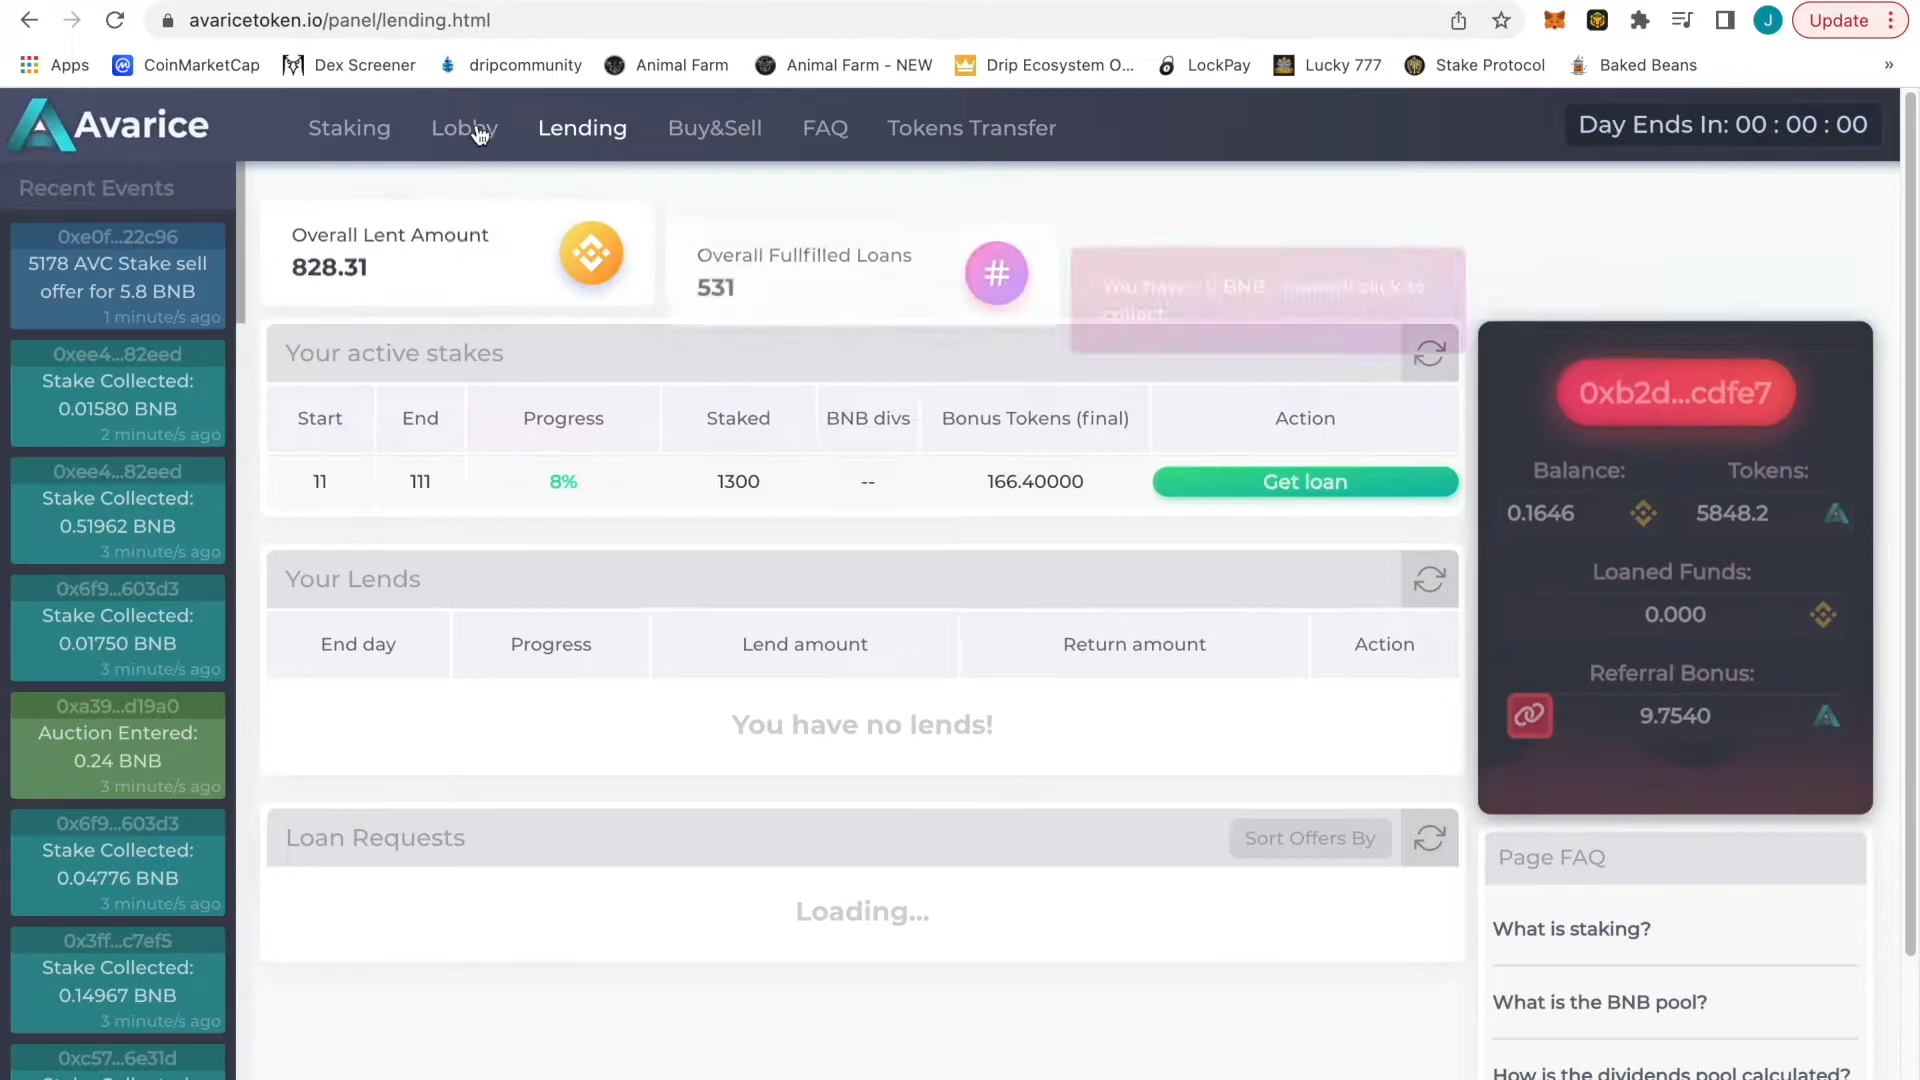 avaricetoken.io/panel/lending.html
J
Update
Apps
CoinMarketCap
Dex Screener
dripcommunity
Animal Farm
Animal Farm - NEW
Drip Ecosystem O...
LockPay
Lucky 777
Stake Protocol
Baked Beans
»
Avarice
Staking
Lobby
Lending
Buy&Sell
FAQ
Tokens Transfer
Day Ends In: 00 : 00 : 00
Recent Events
0xe0f...22c96
5178 AVC Stake sell
offer for 5.8 BNB
1 minute/s ago
0xee4...82eed
Stake Collected:
0.01580 BNB
2 minute/s ago
0xee4...82eed
Stake Collected:
0.51962 BNB
3 minute/s ago
0x6f9...603d3
Stake Collected:
0.01750 BNB
3 minute/s ago
0xa39...d19a0
Auction Entered:
0.24 BNB
3 minute/s ago
0x6f9...603d3
Stake Collected:
0.04776 BNB
3 minute/s ago
0x3ff...c7ef5
Stake Collected:
0.14967 BNB
3 minute/s ago
0xc57...6e31d
Overall Lent Amount
828.31
Overall Fullfilled Loans
531
#
You have 0 BNB click to
collect
Your active stakes
Start End Progress Staked BNB divs Bonus Tokens (final) Action
11 111 8% 1300 -- 166.40000 Get loan
Your Lends
End day Progress Lend amount Return amount Action
You have no lends!
Loan Requests
Sort Offers By
Loading...
0xb2d...cdfe7
Balance: Tokens:
0.1646 5848.2
Loaned Funds:
0.000
Referral Bonus:
9.7540
Page FAQ
What is staking?
What is the BNB pool?
How is the dividends pool calculated?